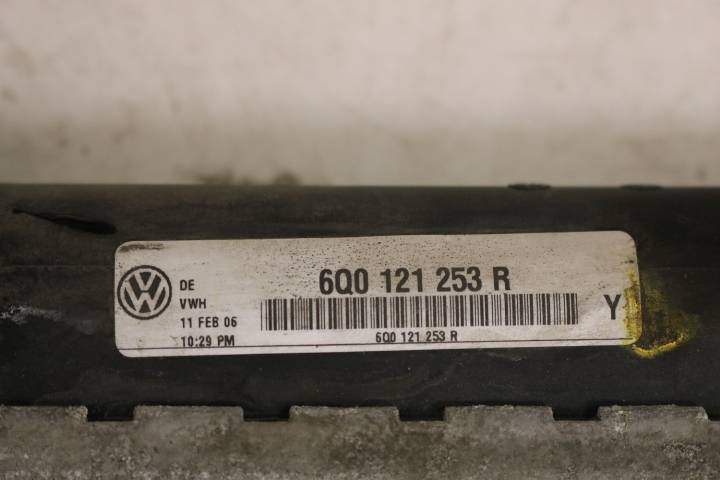 DE
VWH
11 FEB 06
10:29 PM
6Q0 121 253 R
6Q0 121 253 R
Y